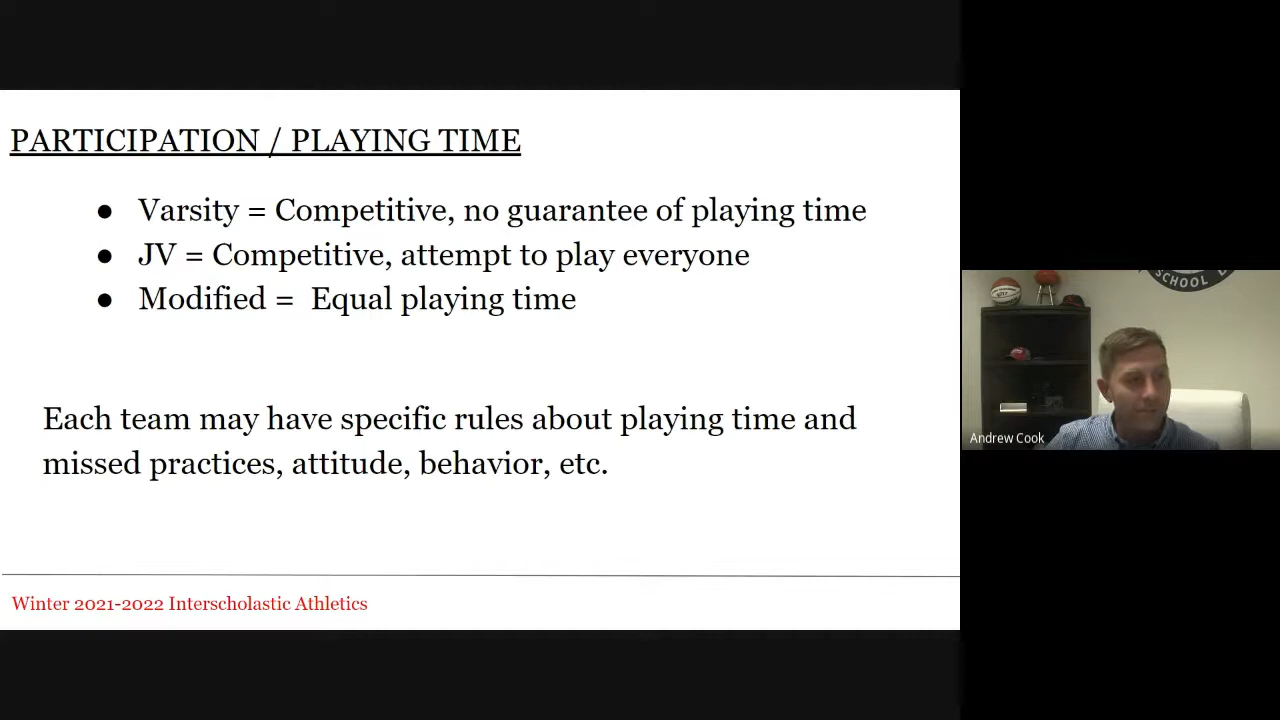 PARTICIPATION / PLAYING TIME
● Varsity = Competitive, no guarantee of playing time
● JV = Competitive, attempt to play everyone
● Modified = Equal playing time
Each team may have specific rules about playing time and
missed practices, attitude, behavior, etc.
Winter 2021-2022 Interscholastic Athletics
SCHOOL
Andrew Cook